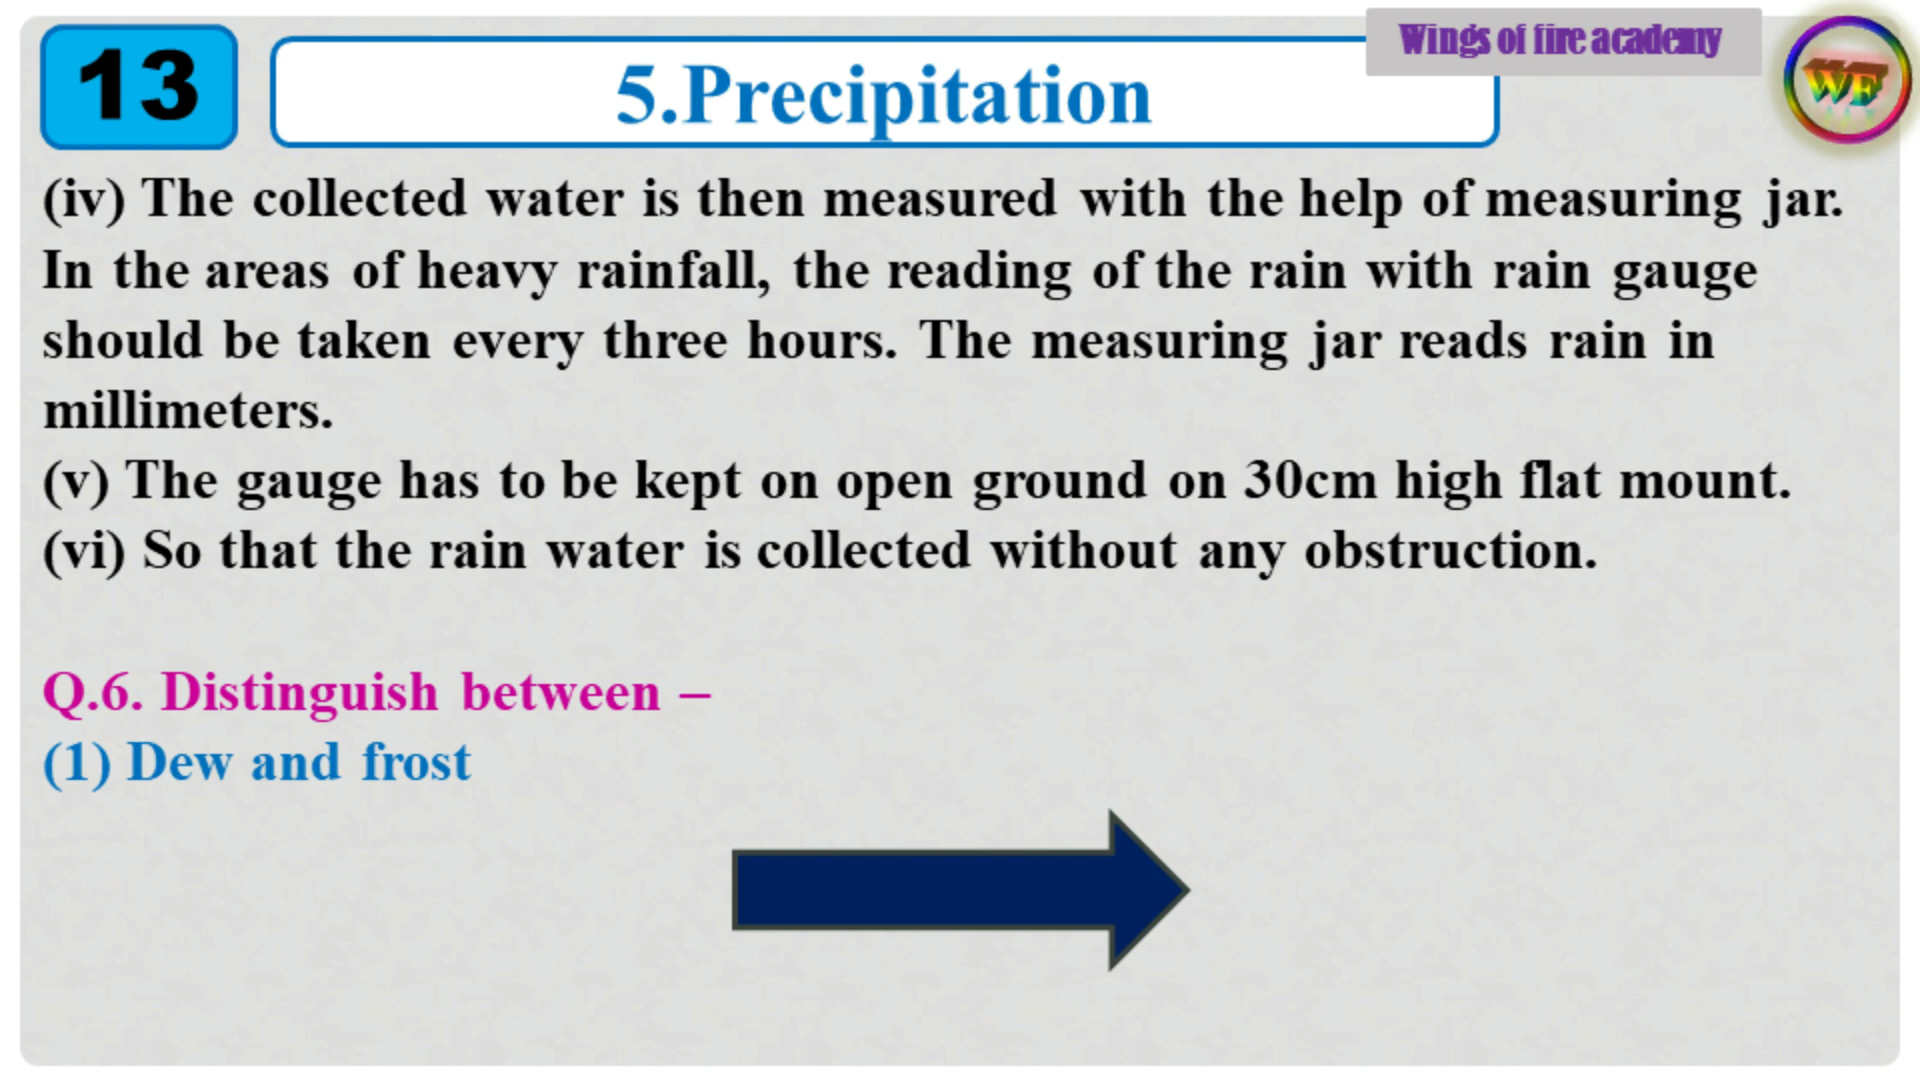 13
5.Precipitation
Wings of fire academy
WF
(iv) The collected water is then measured with the help of measuring jar.
In the areas of heavy rainfall, the reading of the rain with rain gauge
should be taken every three hours. The measuring jar reads rain in
millimeters.
(v) The gauge has to be kept on open ground on 30cm high flat mount.
(vi) So that the rain water is collected without any obstruction.
Q.6. Distinguish between –
(1) Dew and frost